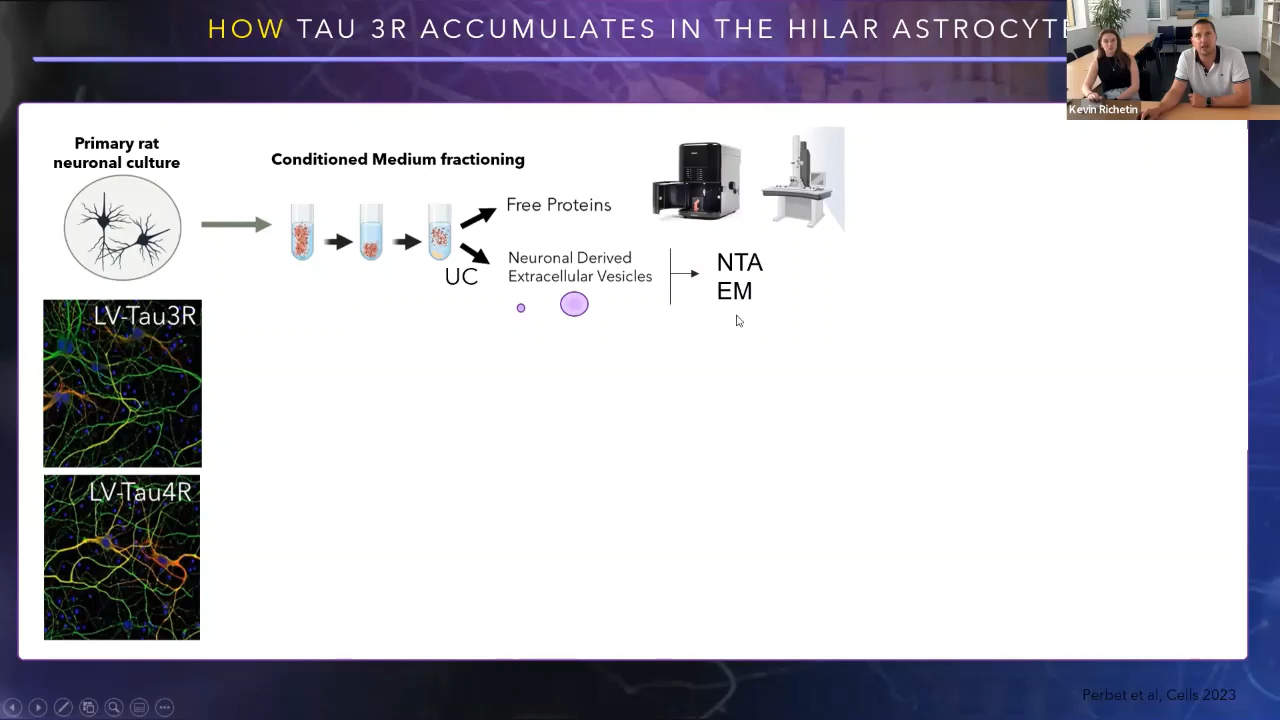 HOW TAU 3R ACCUMULATES IN THE HILAR ASTROCYTE
Kevin Richetin
Primary rat
neuronal culture
Conditioned Medium fractioning
Free Proteins
Neuronal Derived
Extracellular Vesicles
UC
NTA
EM
LV-Tau3R
LV-Tau4R
Perbet et al, Cells 2023